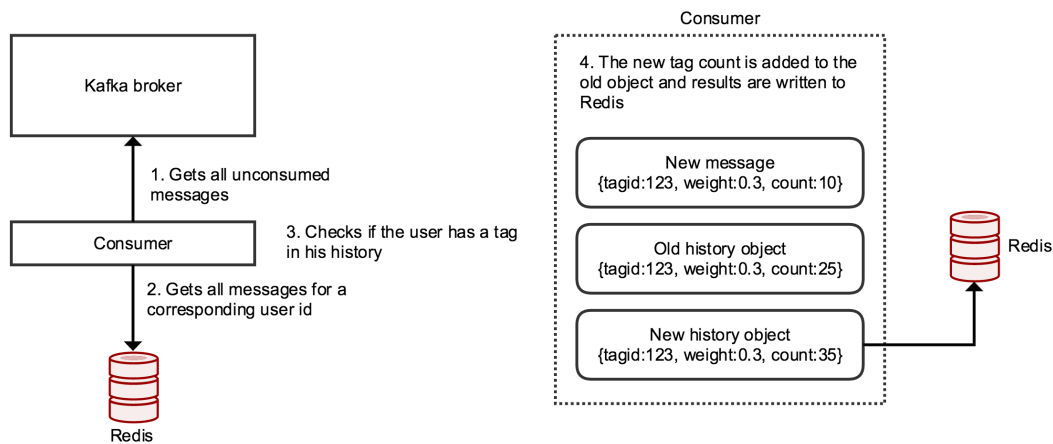 Kafka broker
1. Gets all unconsumed
messages
Consumer
3. Checks if the user has a tag
in his history
2. Gets all messages for a
corresponding user id
Redis
Consumer
4. The new tag count is added to the
old object and results are written to
Redis
New message
{tagid:123, weight:0.3, count:10}
Old history object
{tagid:123, weight:0.3, count:25}
New history object
{tagid:123, weight:0.3, count:35}
Redis